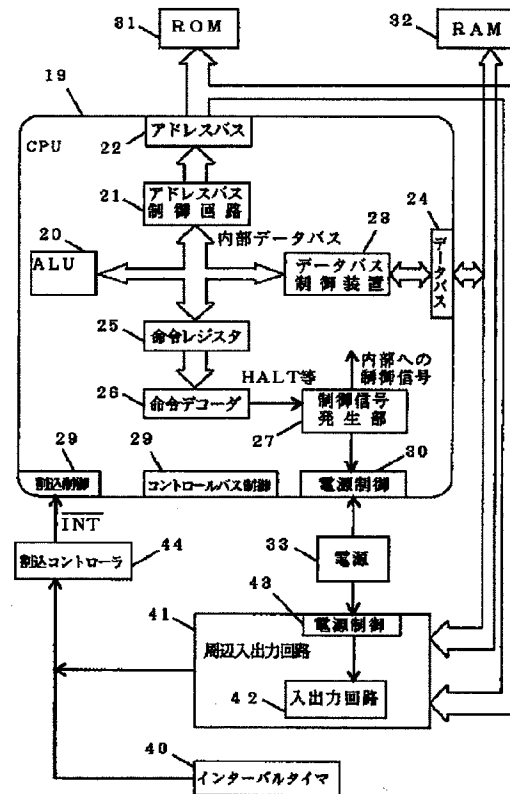 31
ROM
32
RAM
19
CPU
アドレスバス
22
21
アドレスバス
制御回路
24
20
内部データバス
23
ALU
データバス
制御装置
データバス
25
命令レジスタ
内部への
制御信号
26
HALT等
命令デコーダ
制御信号
発生部
27
29
29
30
割込制御
コントロールバス制御
電源制御
INT
44
33
割込コントローラ
電源
41
43
電源制御
周辺入出力回路
42
入出力回路
40
インターバルタイマ